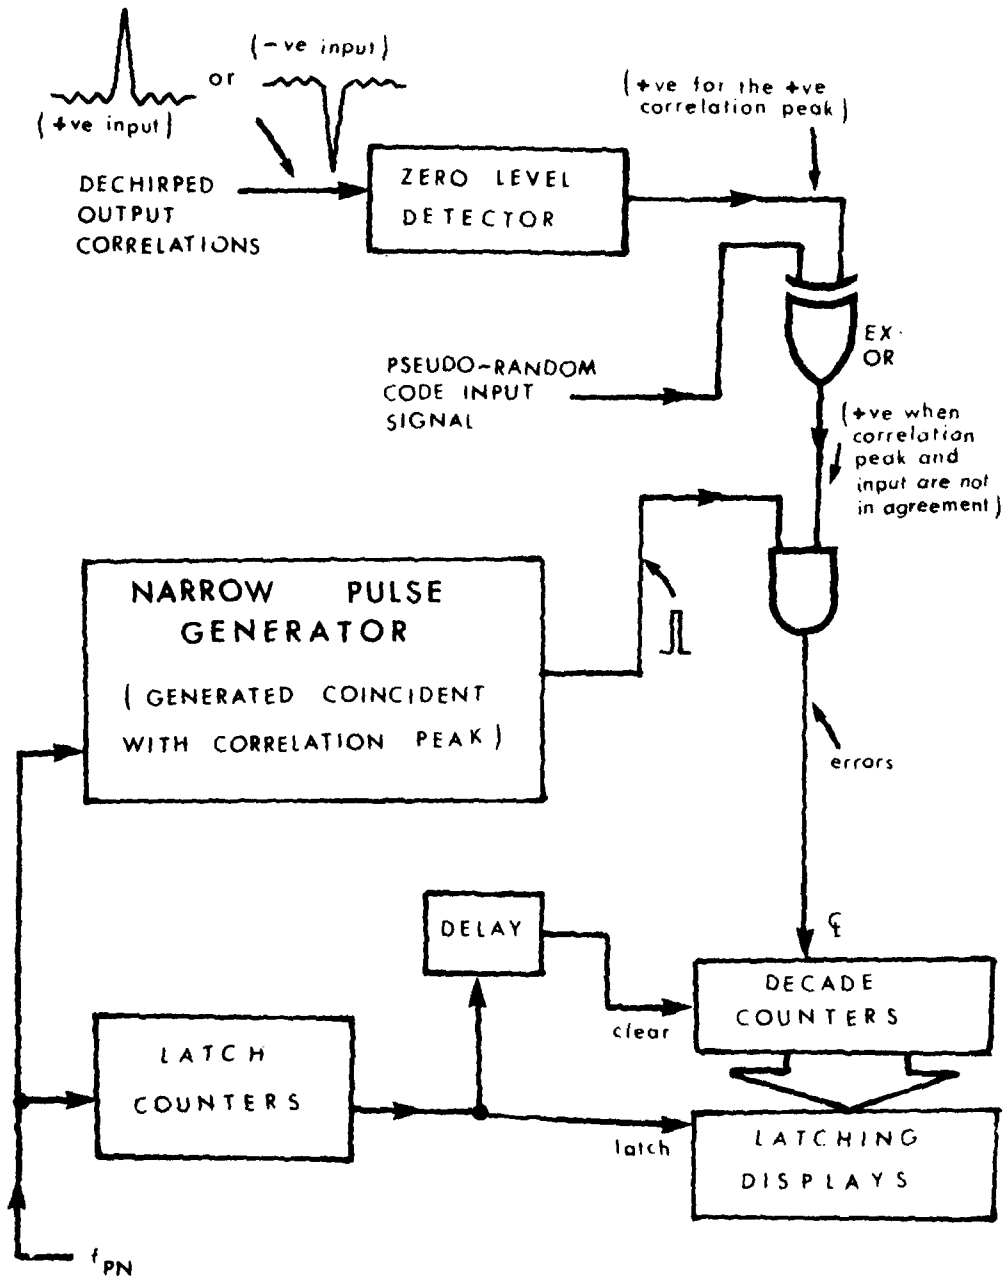 (-ve input)
or
(+ve input)
(+ve for the +ve
correlation peak)
DECHIRPED
OUTPUT
CORRELATIONS
ZERO LEVEL
DETECTOR
EX-
OR
PSEUDO-RANDOM
CODE INPUT
SIGNAL
(+ve when
correlation
peak and
input are not
in agreement)
NARROW PULSE
GENERATOR
(GENERATED COINCIDENT
WITH CORRELATION PEAK)
errors
DELAY
℄
DECADE
COUNTERS
clear
LATCH
COUNTERS
latch
LATCHING
DISPLAYS
fPN